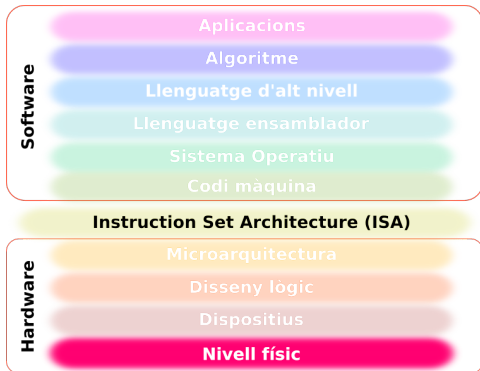 Software
Aplicacions
Algoritme
Llenguatge d'alt nivell
Llenguatge ensamblador
Sistema Operatiu
Codi màquina
Instruction Set Architecture (ISA)
Hardware
Microarquitectura
Disseny lògic
Dispositius
Nivell físic